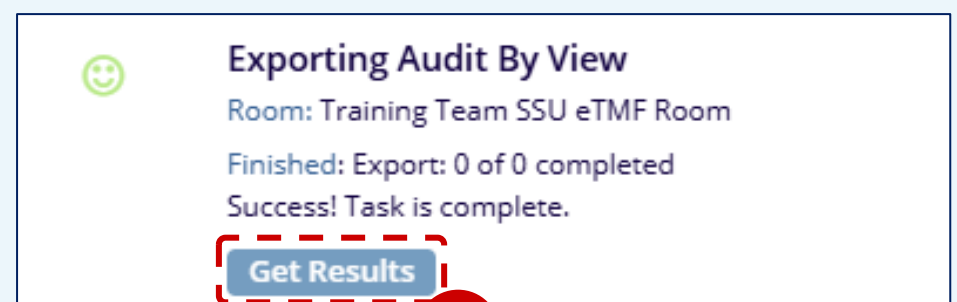 Exporting Audit By View
Room: Training Team SSU eTMF Room
Finished: Export: 0 of 0 completed
Success! Task is complete.
Get Results